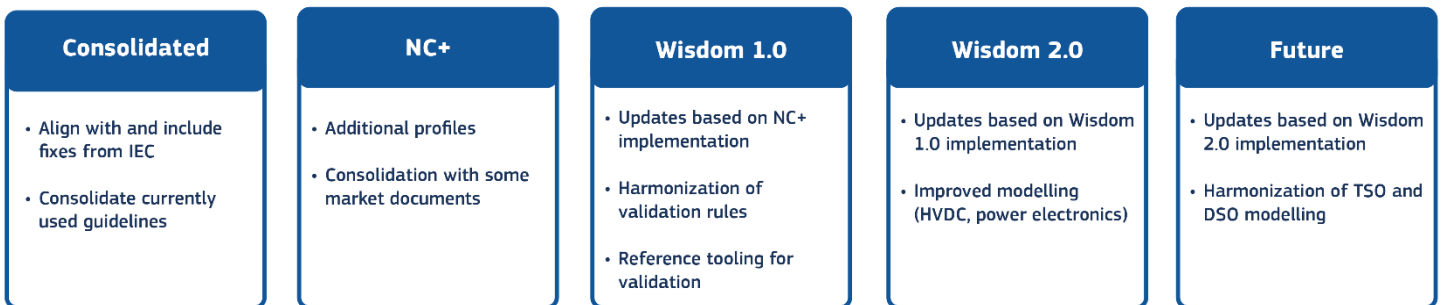 Consolidated
• Align with and include
fixes from IEC
• Consolidate currently
used guidelines
NC+
• Additional profiles
• Consolidation with some
market documents
Wisdom 1.0
• Updates based on NC+
implementation
• Harmonization of
validation rules
• Reference tooling for
validation
Wisdom 2.0
• Updates based on Wisdom
1.0 implementation
• Improved modelling
(HVDC, power electronics)
Future
• Updates based on Wisdom
2.0 implementation
• Harmonization of TSO and
DSO modelling